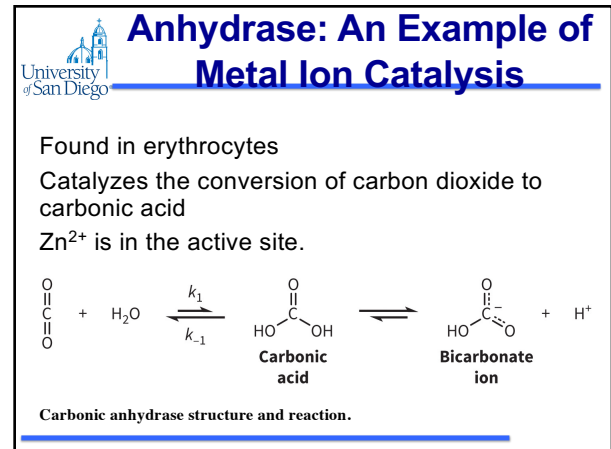 Anhydrase: An Example of
Metal Ion Catalysis
University
of San Diego
Found in erythrocytes
Catalyzes the conversion of carbon dioxide to
carbonic acid
Zn²⁺ is in the active site.
O
C
O
+ H₂O
k₁
k₋₁
O
C
HO OH
Carbonic
acid
O
C −
HO O
Bicarbonate
ion
+ H⁺
Carbonic anhydrase structure and reaction.